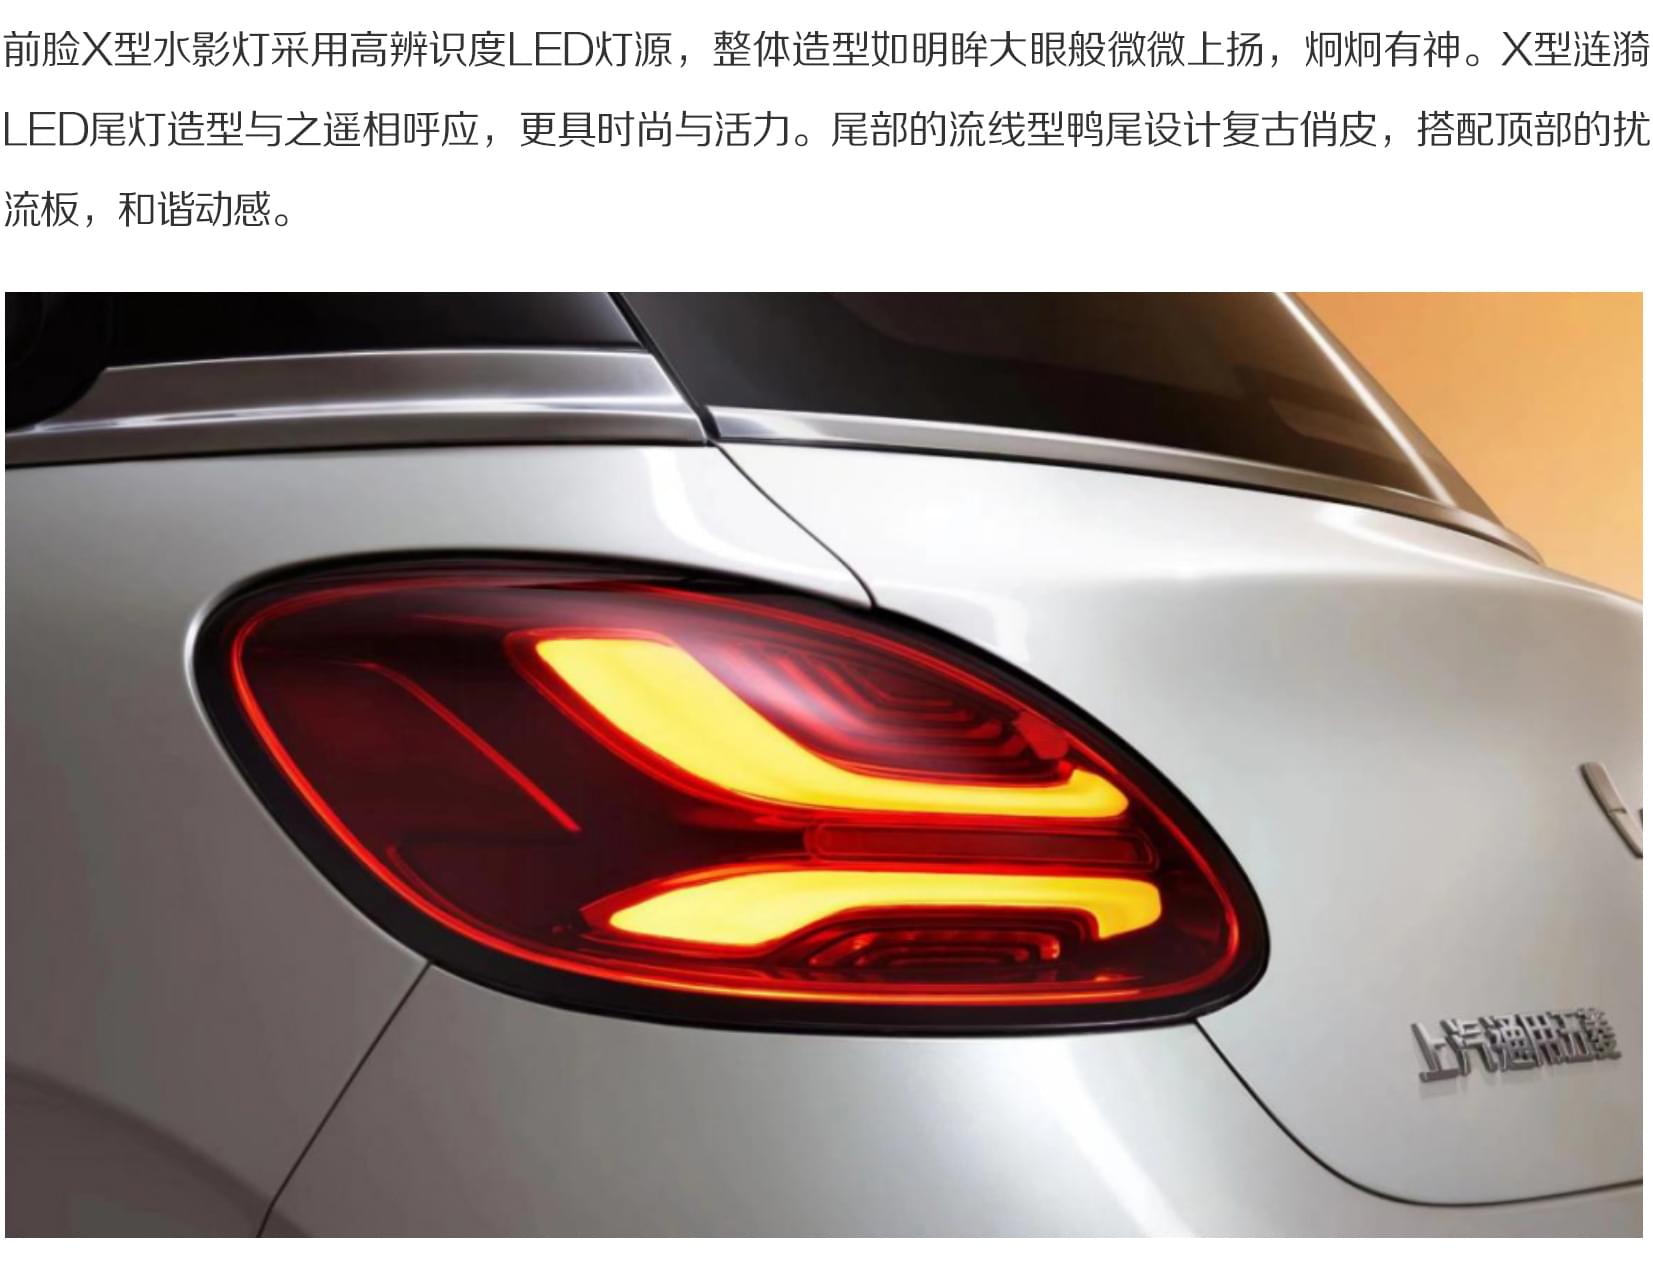 前脸X型水影灯采用高辨识度LED灯源，整体造型如明眸大眼般微微上扬，炯炯有神。X型涟漪
LED尾灯造型与之遥相呼应，更具时尚与活力。尾部的流线型鸭尾设计复古俏皮，搭配顶部的扰
流板，和谐动感。
上汽通用五菱